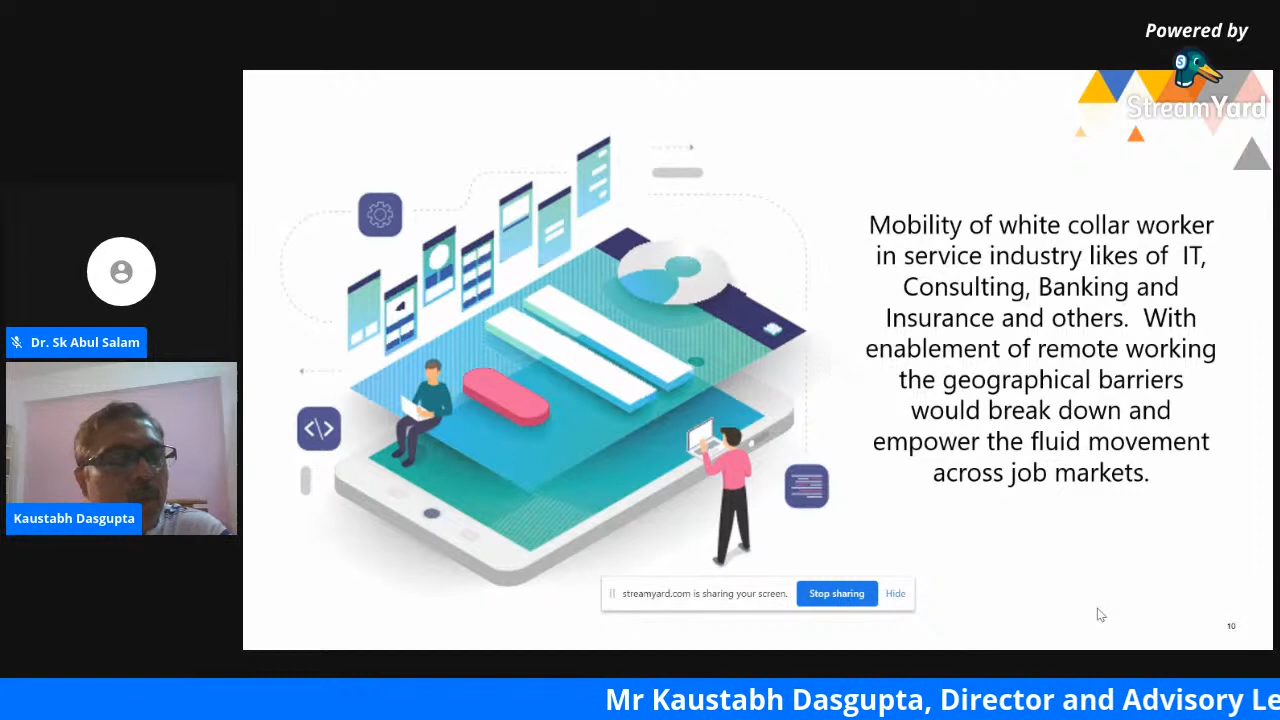 Powered by
StreamYard
Mobility of white collar worker
in service industry likes of IT,
Consulting, Banking and
Insurance and others. With
enablement of remote working
the geographical barriers
would break down and
empower the fluid movement
across job markets.
Dr. Sk Abul Salam
Kaustabh Dasgupta
</>
streamyard.com is sharing your screen.
Stop sharing
Hide
10
Mr Kaustabh Dasgupta, Director and Advisory Le